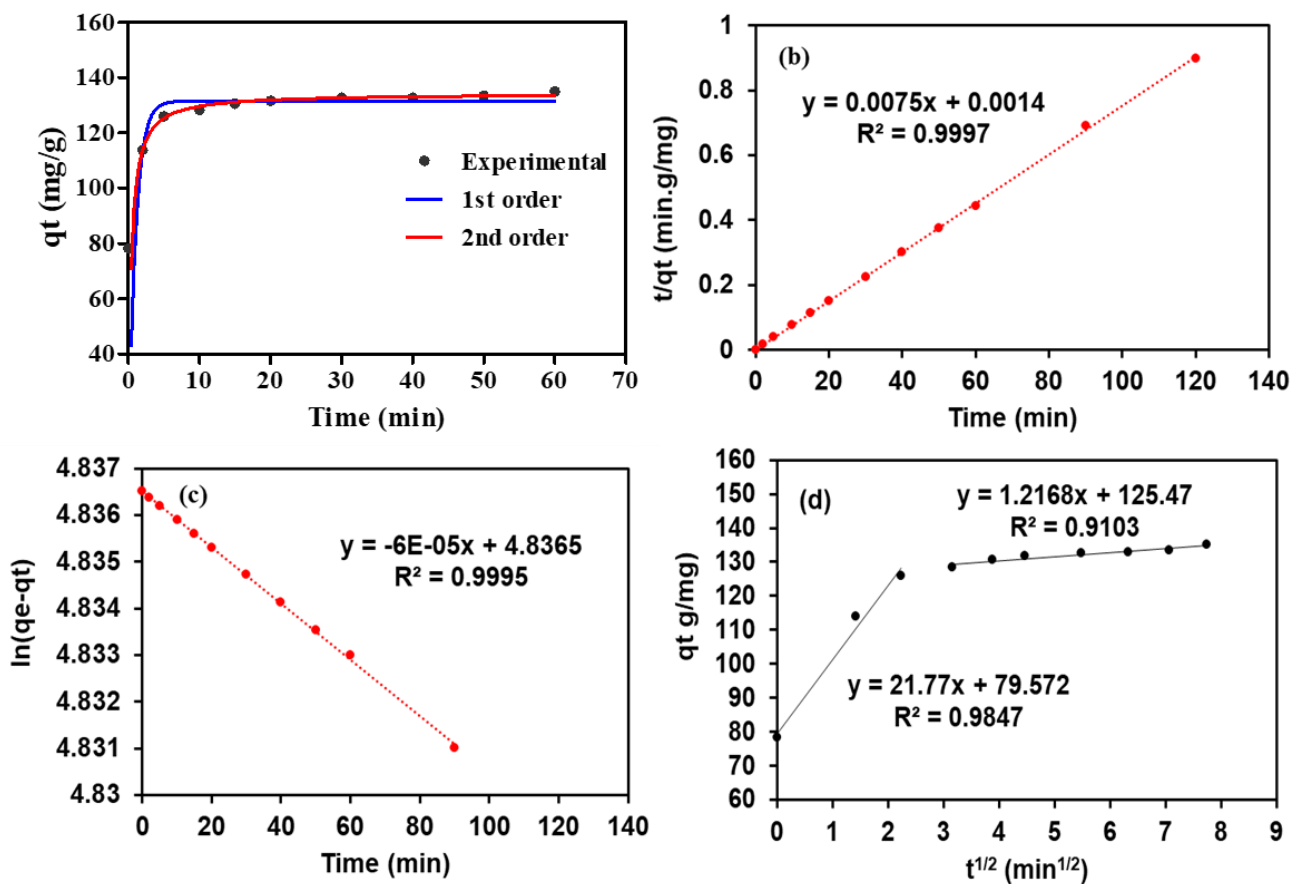 160
140
120
100
80
60
40
qt (mg/g)
Experimental
1st order
2nd order
0 10 20 30 40 50 60 70
Time (min)
(b)
1
0.8
0.6
0.4
0.2
0
t/qt (min.g/mg)
y = 0.0075x + 0.0014
R² = 0.9997
0 20 40 60 80 100 120 140
Time (min)
(c)
4.837
4.836
4.835
4.834
4.833
4.832
4.831
4.83
ln(qe-qt)
y = -6E-05x + 4.8365
R² = 0.9995
0 20 40 60 80 100 120 140
Time (min)
(d)
160
150
140
130
120
110
100
90
80
70
60
qt g/mg)
y = 1.2168x + 125.47
R² = 0.9103
y = 21.77x + 79.572
R² = 0.9847
0 1 2 3 4 5 6 7 8 9
t^1/2 (min^1/2)